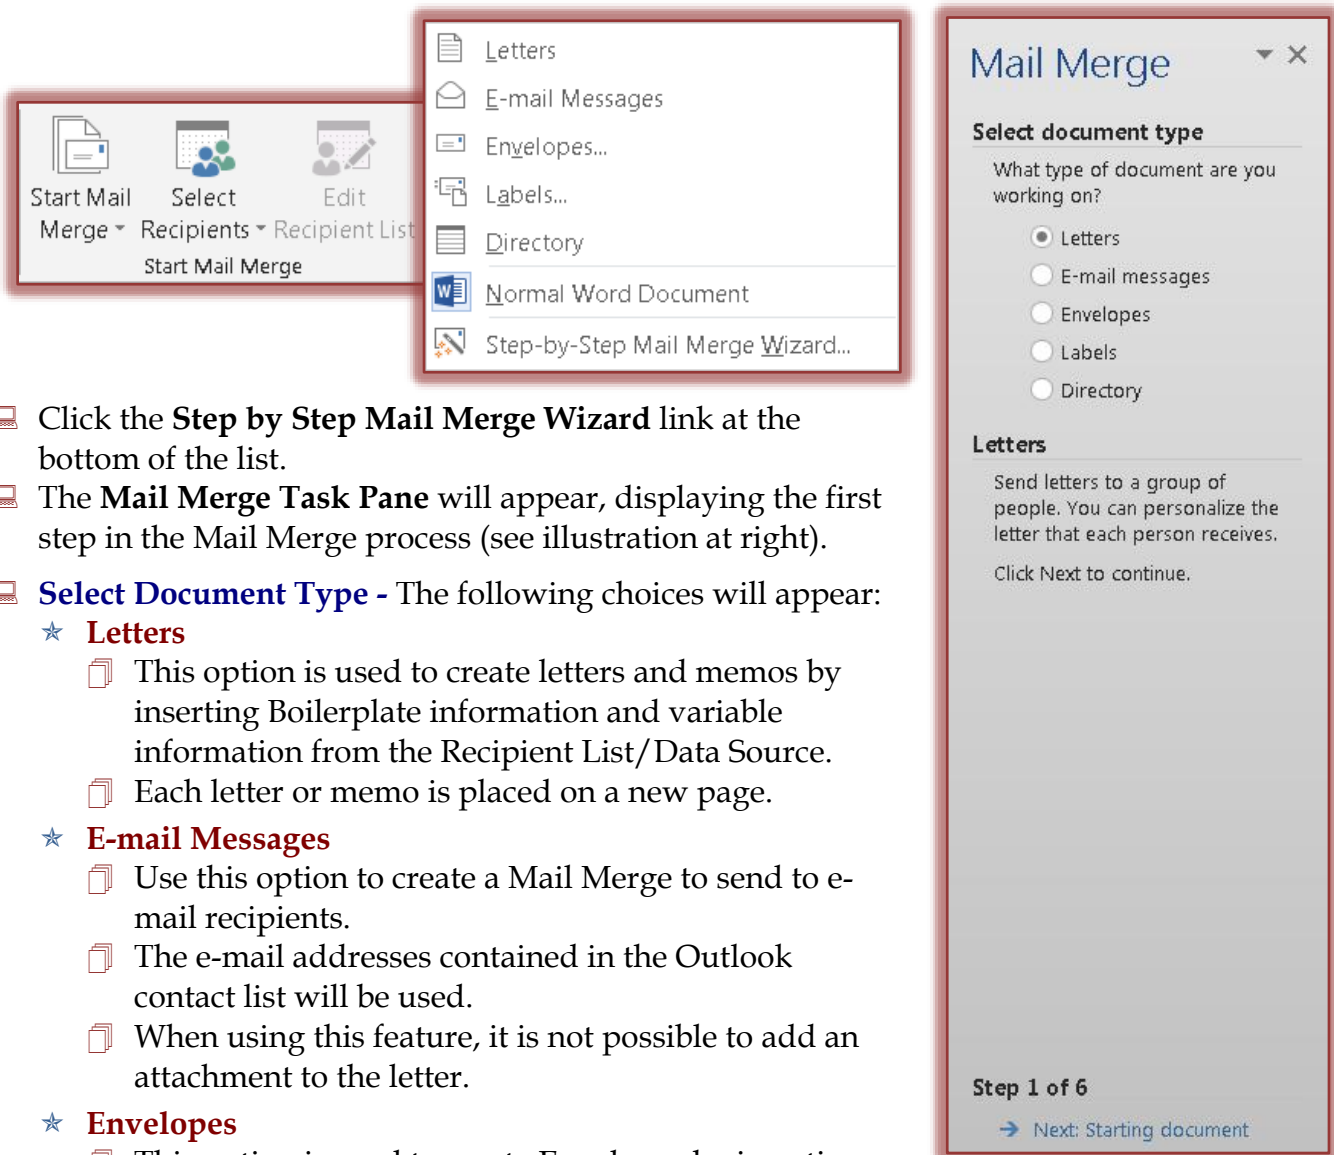 Start Mail
Merge
Select
Recipients
Edit
Recipient List
Start Mail Merge
Letters
E-mail Messages
Envelopes...
Labels...
Directory
Normal Word Document
Step-by-Step Mail Merge Wizard...
Click the Step by Step Mail Merge Wizard link at the
bottom of the list.
The Mail Merge Task Pane will appear, displaying the first
step in the Mail Merge process (see illustration at right).
Select Document Type - The following choices will appear:
Letters
This option is used to create letters and memos by
inserting Boilerplate information and variable
information from the Recipient List/Data Source.
Each letter or memo is placed on a new page.
E-mail Messages
Use this option to create a Mail Merge to send to e-
mail recipients.
The e-mail addresses contained in the Outlook
contact list will be used.
When using this feature, it is not possible to add an
attachment to the letter.
Envelopes
Mail Merge
Select document type
What type of document are you
working on?
Letters
E-mail messages
Envelopes
Labels
Directory
Letters
Send letters to a group of
people. You can personalize the
letter that each person receives.
Click Next to continue.
Step 1 of 6
Next: Starting document